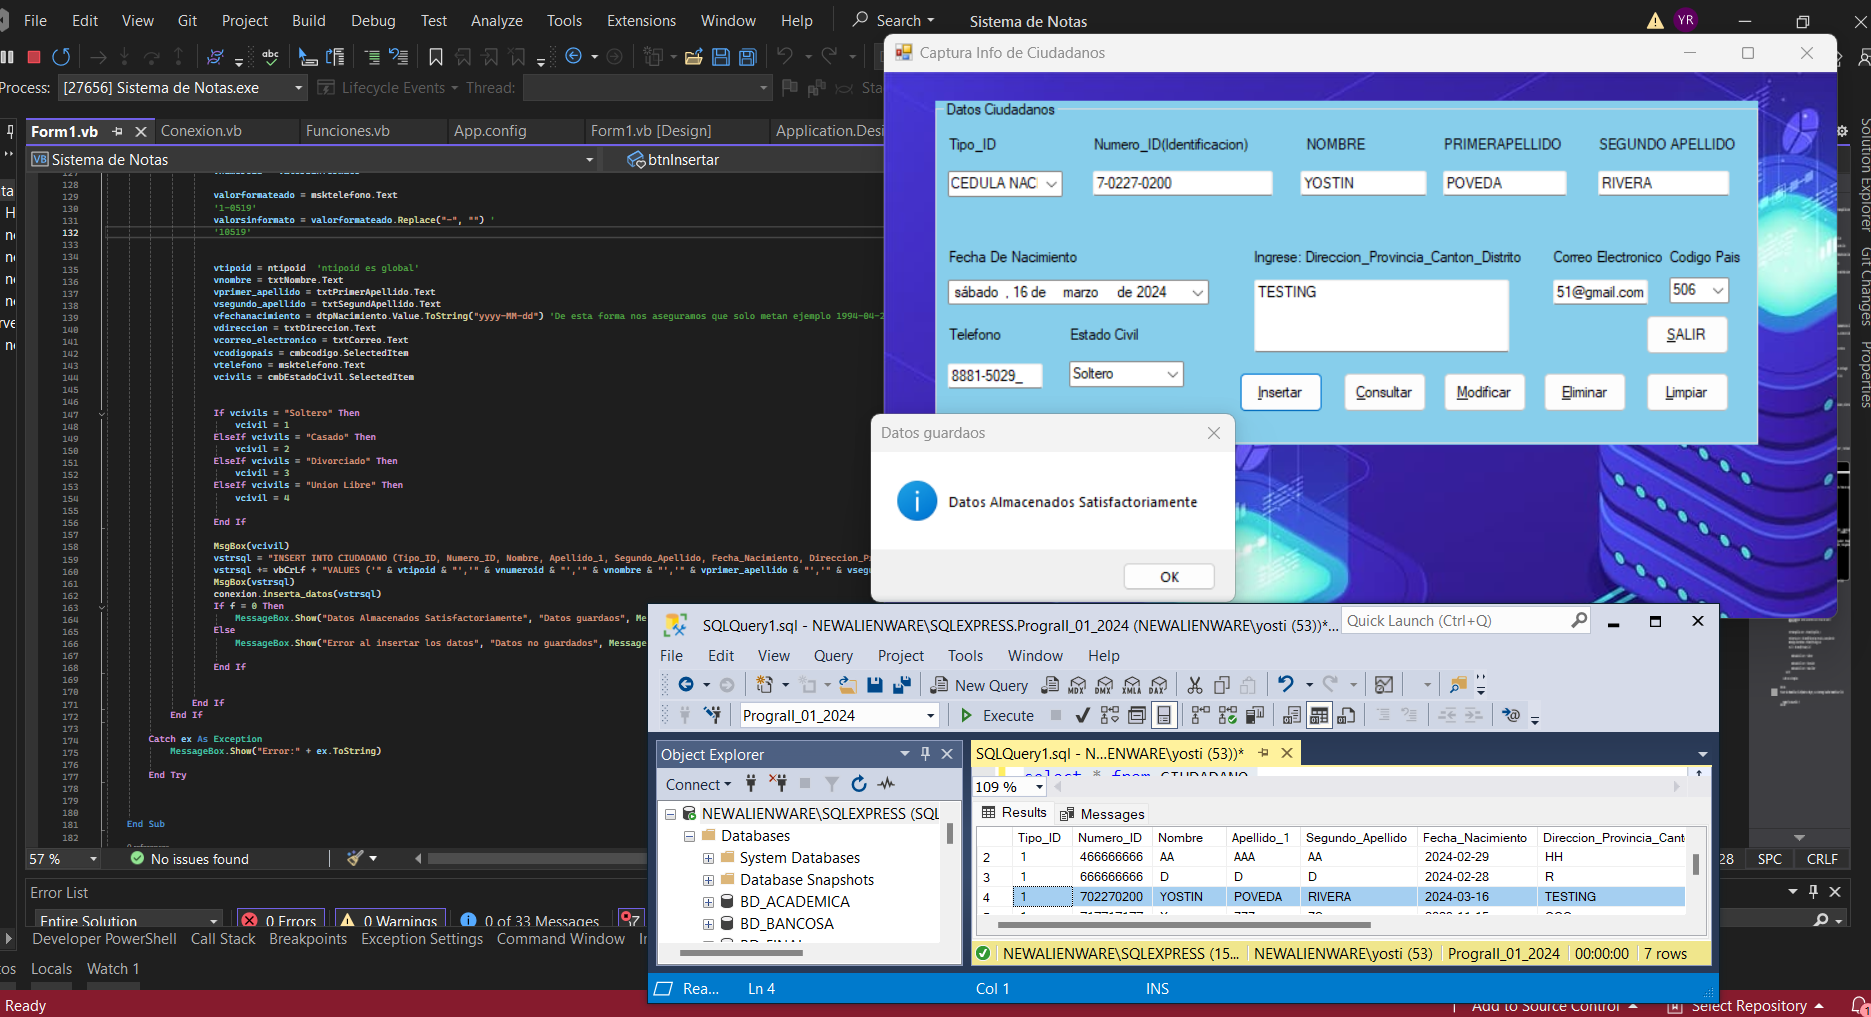 File Edit View Git Project Build Debug Test Analyze Tools Extensions Window Help Search Sistema de Notas YR
Process: [27656] Sistema de Notas.exe Lifecycle Events Thread:
Form1.vb Conexion.vb Funciones.vb App.config Form1.vb [Design] Application.Desi
VB Sistema de Notas btnInsertar
128
129 valorformateado = msktelefono.Text
130 '1-0519'
131 valorsinformato = valorformateado.Replace("-", "") '
132 '10519'
133
134
135 vtipoid = ntipoid 'ntipoid es global'
136 vnombre = txtNombre.Text
137 vprimer_apellido = txtPrimerApellido.Text
138 vsegundo_apellido = txtSegundApellido.Text
139 vfechanacimiento = dtpNacimiento.Value.ToString("yyyy-MM-dd") 'De esta forma nos aseguramos que solo metan ejemplo 1994-04-2
140 vdireccion = txtDireccion.Text
141 vcorreo_electronico = txtCorreo.Text
142 vcodigopais = cmbcodigo.SelectedItem
143 vtelefono = msktelefono.Text
144 vcivils = cmbEstadoCivil.SelectedItem
145
146
147 If vcivils = "Soltero" Then
148 vcivil = 1
149 ElseIf vcivils = "Casado" Then
150 vcivil = 2
151 ElseIf vcivils = "Divorciado" Then
152 vcivil = 3
153 ElseIf vcivils = "Union Libre" Then
154 vcivil = 4
155
156 End If
157
158 MsgBox(vcivil)
159 vstrsql = "INSERT INTO CIUDADANO (Tipo_ID, Numero_ID, Nombre, Apellido_1, Segundo_Apellido, Fecha_Nacimiento, Direccion_P
160 vstrsql += vbCrLf + "VALUES ('" & vtipoid & "','" & vnumeroid & "','" & vnombre & "','" & vprimer_apellido & "','" & vseg
161 MsgBox(vstrsql)
162 conexion.inserta_datos(vstrsql)
163 If f = 0 Then
164 MessageBox.Show("Datos Almacenados Satisfactoriamente", "Datos guardaos", Me
165 Else
166 MessageBox.Show("Error al insertar los datos", "Datos no guardados", Message
167
168 End If
169
170
171 End If
172 End If
173
174 Catch ex As Exception
175 MessageBox.Show("Error:" + ex.ToString)
176
177 End Try
178
179
180
181 End Sub
182
57 % No issues found
Error List
Entire Solution 0 Errors 0 Warnings 0 of 33 Messages
Developer PowerShell Call Stack Breakpoints Exception Settings Command Window
Locals Watch 1
Ready
Captura Info de Ciudadanos
Datos Ciudadanos
Tipo_ID Numero_ID(Identificacion) NOMBRE PRIMERAPELLIDO SEGUNDO APELLIDO
CEDULA NAC 7-0227-0200 YOSTIN POVEDA RIVERA
Fecha De Nacimiento Ingrese: Direccion_Provincia_Canton_Distrito Correo Electronico Codigo Pais
sábado , 16 de marzo de 2024 TESTING 51@gmail.com 506
Telefono Estado Civil SALIR
8881-5029_ Soltero
Insertar Consultar Modificar Eliminar Limpiar
Datos guardaos
Datos Almacenados Satisfactoriamente
OK
SQLQuery1.sql - NEWALIENWARE\SQLEXPRESS.PrograII_01_2024 (NEWALIENWARE\yosti (53))*... Quick Launch (Ctrl+Q)
File Edit View Query Project Tools Window Help
New Query MDX DMX XMLA DAX
PrograII_01_2024 Execute
Object Explorer
Connect
NEWALIENWARE\SQLEXPRESS (SQL
Databases
System Databases
Database Snapshots
BD_ACADEMICA
BD_BANCOSA
SQLQuery1.sql - N...ENWARE\yosti (53))*
select * from CIUDADANO
109 %
Results Messages
Tipo_ID Numero_ID Nombre Apellido_1 Segundo_Apellido Fecha_Nacimiento Direccion_Provincia_Cant
2 1 466666666 AA AAA AA 2024-02-29 HH
3 1 666666666 D D D 2024-02-28 R
4 1 702270200 YOSTIN POVEDA RIVERA 2024-03-16 TESTING
NEWALIENWARE\SQLEXPRESS (15... NEWALIENWARE\yosti (53) PrograII_01_2024 00:00:00 7 rows
Rea... Ln 4 Col 1 INS
Solution Explorer Git Changes Properties
28 SPC CRLF
Add to Source Control Select Repository